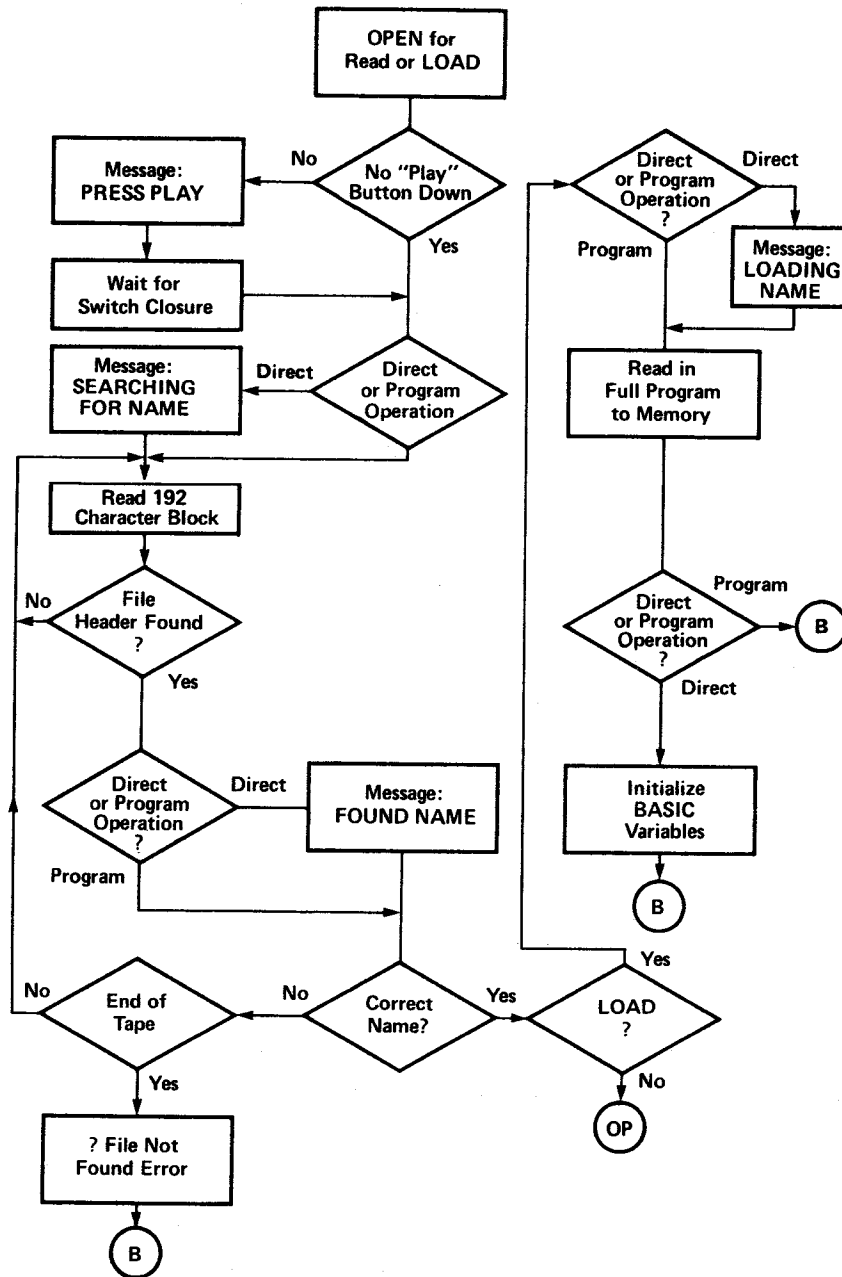 OPEN for
Read or LOAD
No "Play"
Button Down
No
Yes
Message:
PRESS PLAY
Wait for
Switch Closure
Direct
or Program
Operation
Direct
Message:
SEARCHING
FOR NAME
Read 192
Character Block
File
Header Found
?
No
Yes
Direct
or Program
Operation
?
Direct
Program
Message:
FOUND NAME
Correct
Name?
No
Yes
End of
Tape
No
Yes
? File Not
Found Error
B
LOAD
?
Yes
No
OP
Direct
or Program
Operation
?
Direct
Program
Message:
LOADING
NAME
Read in
Full Program
to Memory
Direct
or Program
Operation
?
Program
B
Direct
Initialize
BASIC
Variables
B